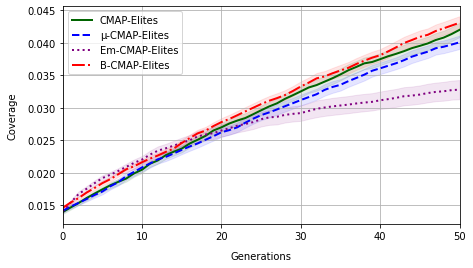 0.045
0.040
0.035
0.030
0.025
0.020
0.015
Coverage
CMAP-Elites
μ-CMAP-Elites
Em-CMAP-Elites
B-CMAP-Elites
0 10 20 30 40 50
Generations